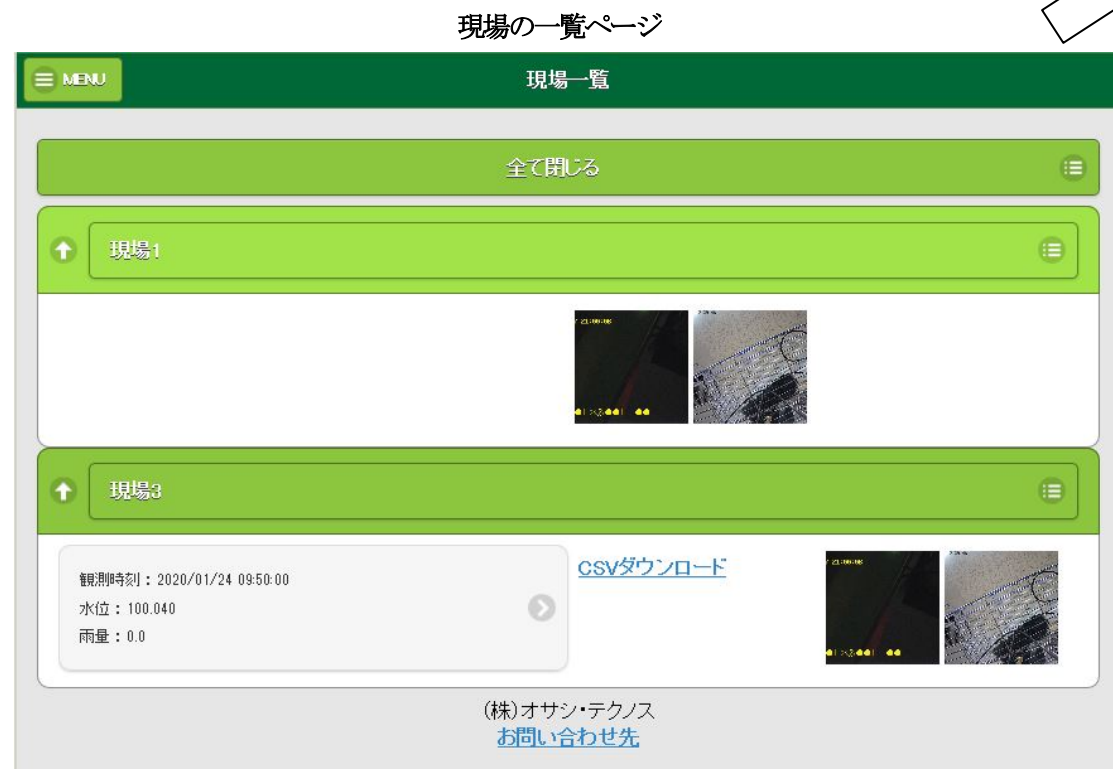 現場の一覧ページ
MENU
現場一覧
全て閉じる
現場1
21:00:08
現場3
観測時刻：2020/01/24 09:50:00
水位：100.040
雨量：0.0
CSVダウンロード
(株)オサシ・テクノス
お問い合わせ先